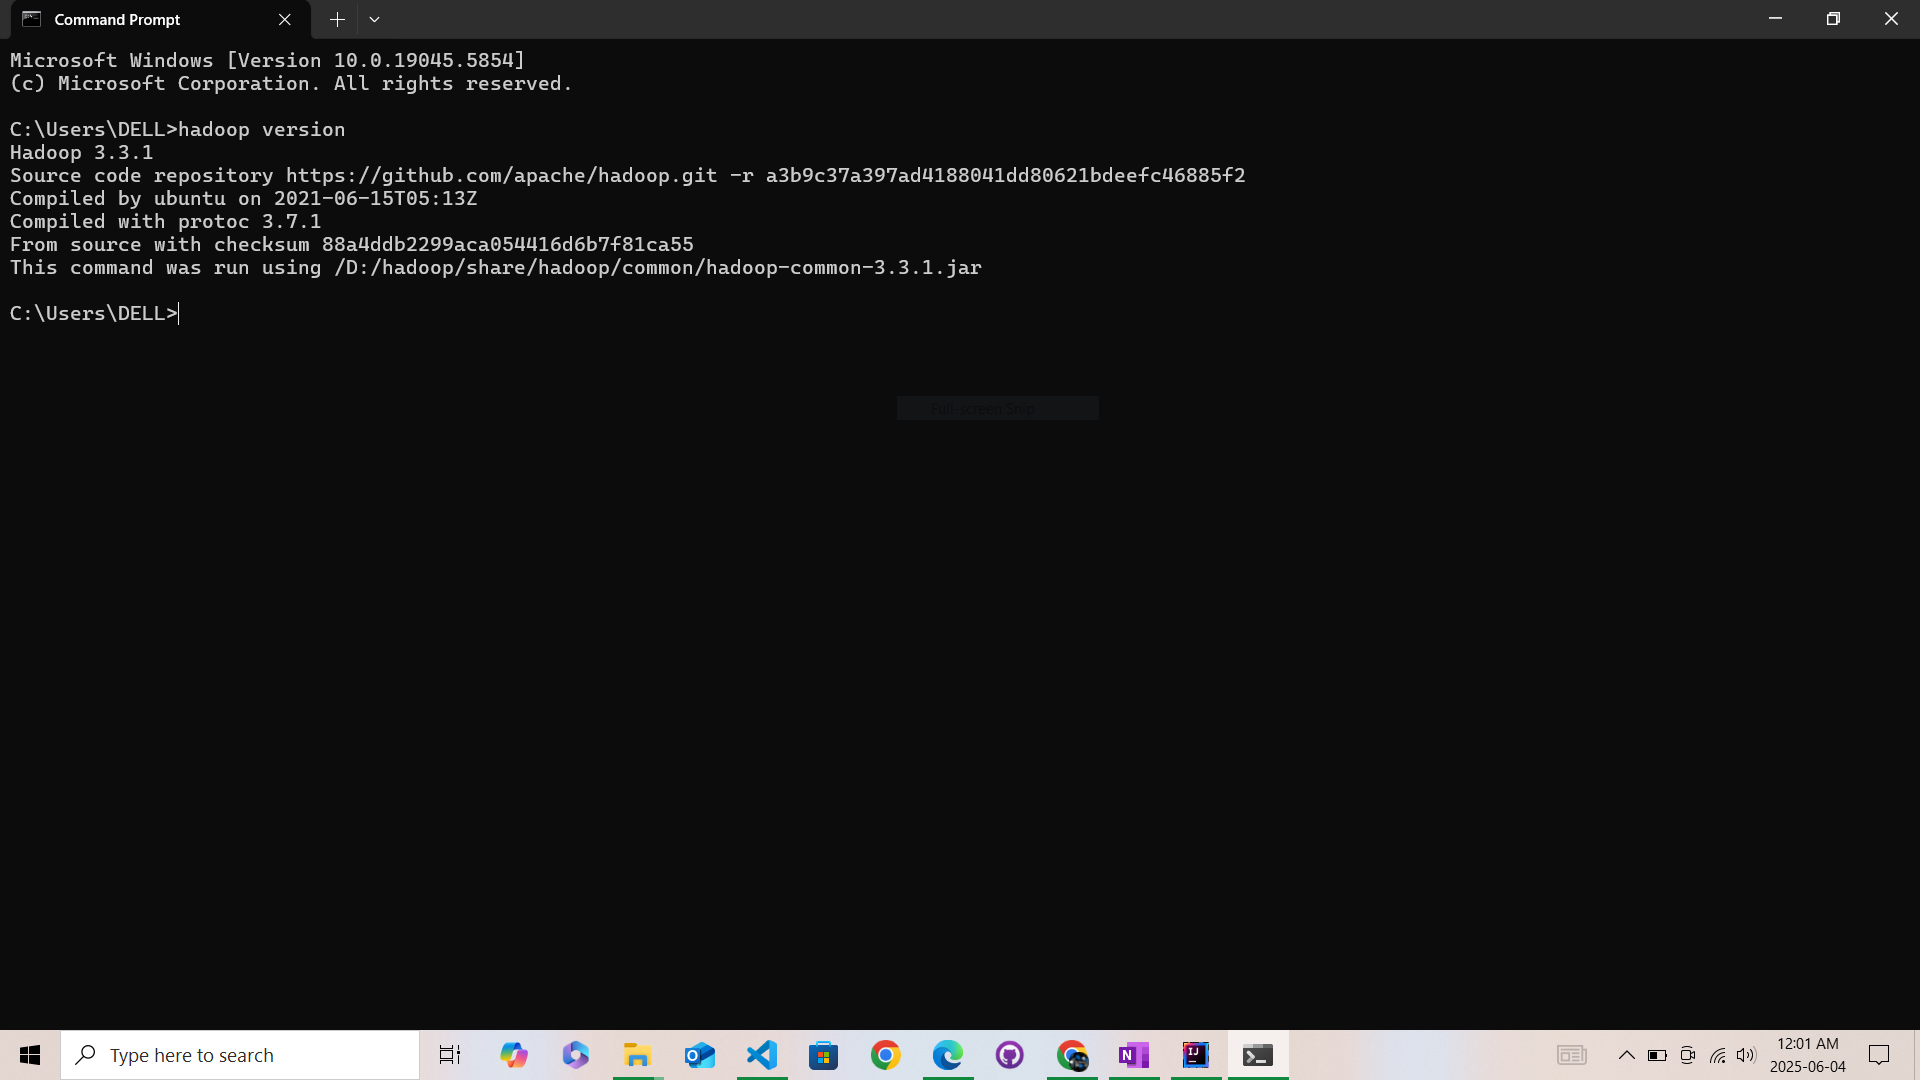 Command Prompt
Microsoft Windows [Version 10.0.19045.5854]
(c) Microsoft Corporation. All rights reserved.
C:\Users\DELL>hadoop version
Hadoop 3.3.1
Source code repository https://github.com/apache/hadoop.git -r a3b9c37a397ad4188041dd80621bdeefc46885f2
Compiled by ubuntu on 2021-06-15T05:13Z
Compiled with protoc 3.7.1
From source with checksum 88a4ddb2299aca054416d6b7f81ca55
This command was run using /D:/hadoop/share/hadoop/common/hadoop-common-3.3.1.jar
C:\Users\DELL>
Full-screen Snip
Type here to search
12:01 AM
2025-06-04